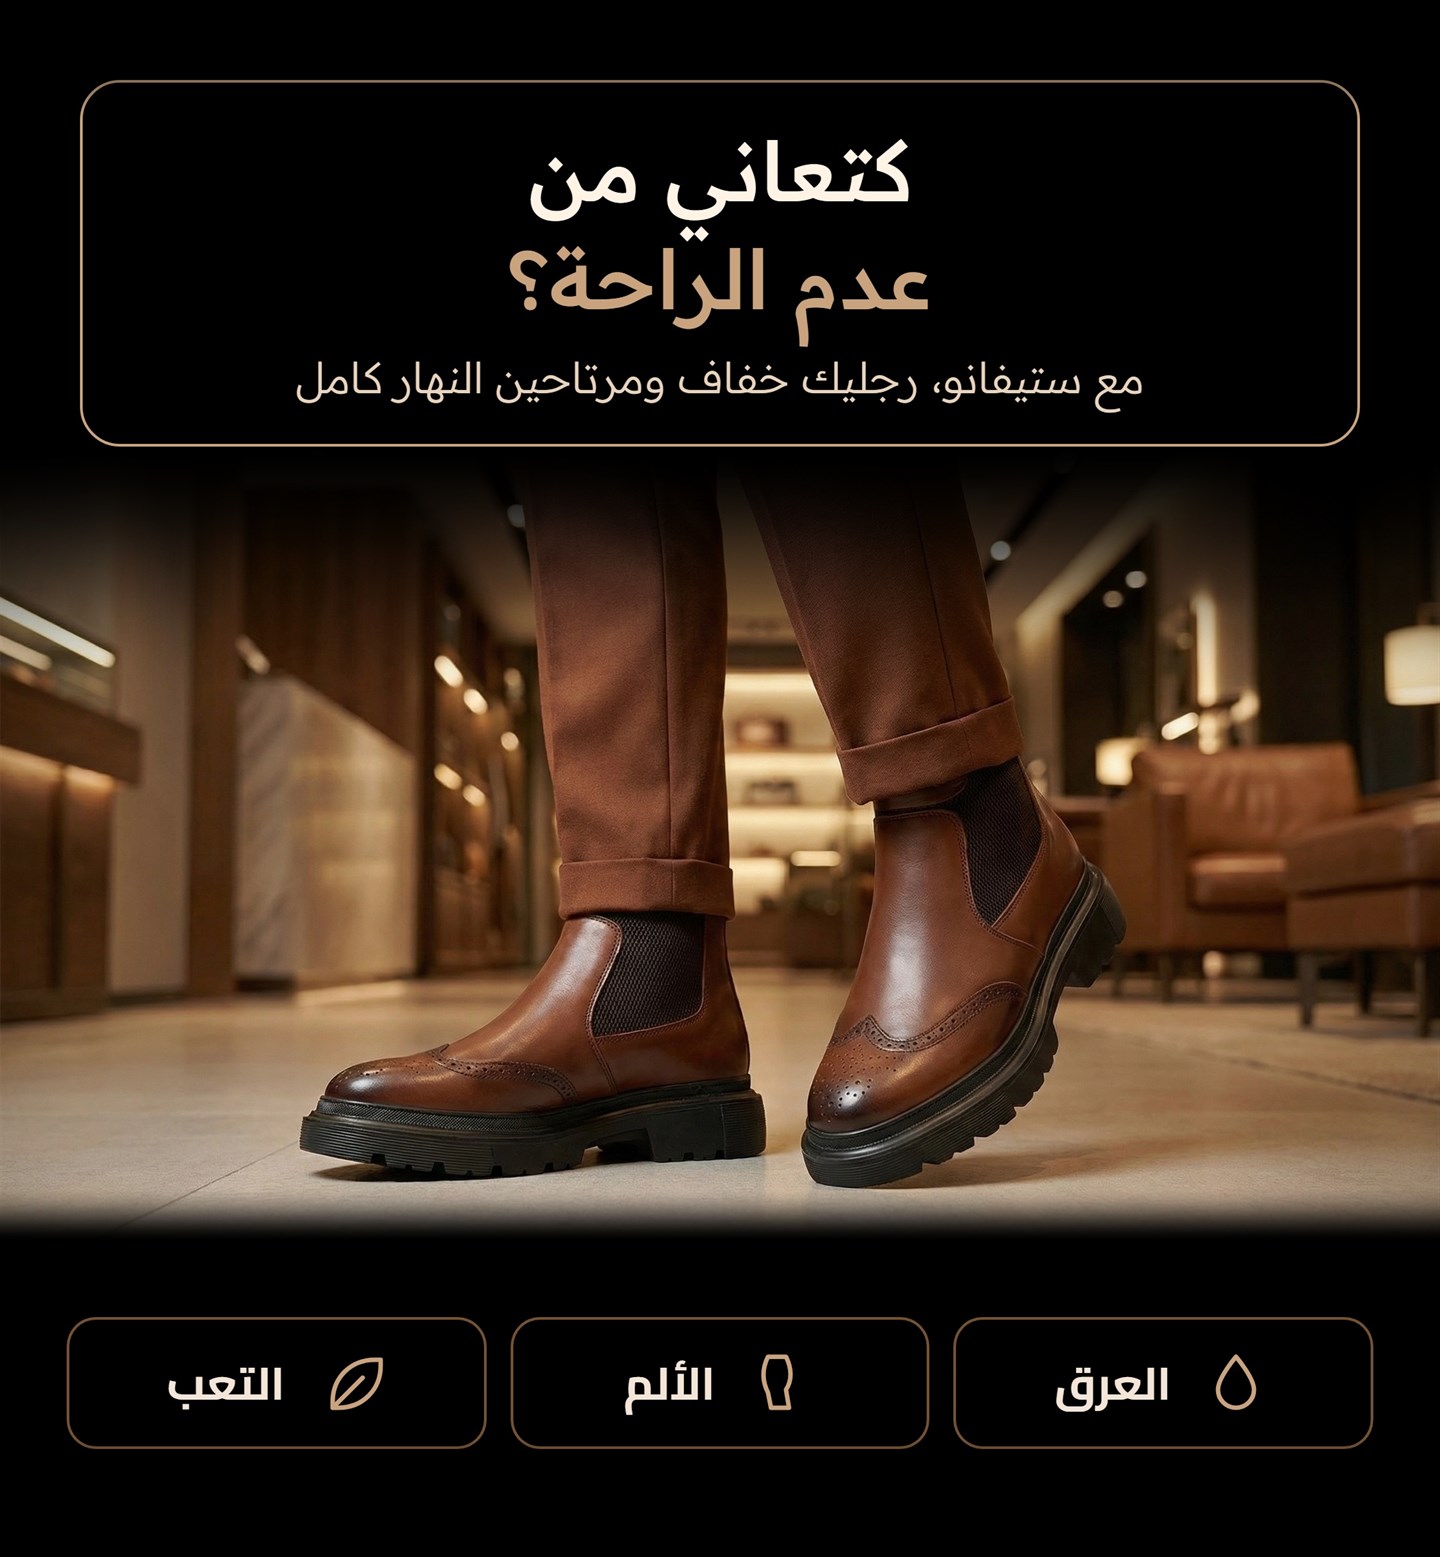 كتعاني من
عدم الراحة؟
مع ستيفانو، رجليك خفاف ومرتاحين النهار كامل
العرق
الألم
التعب